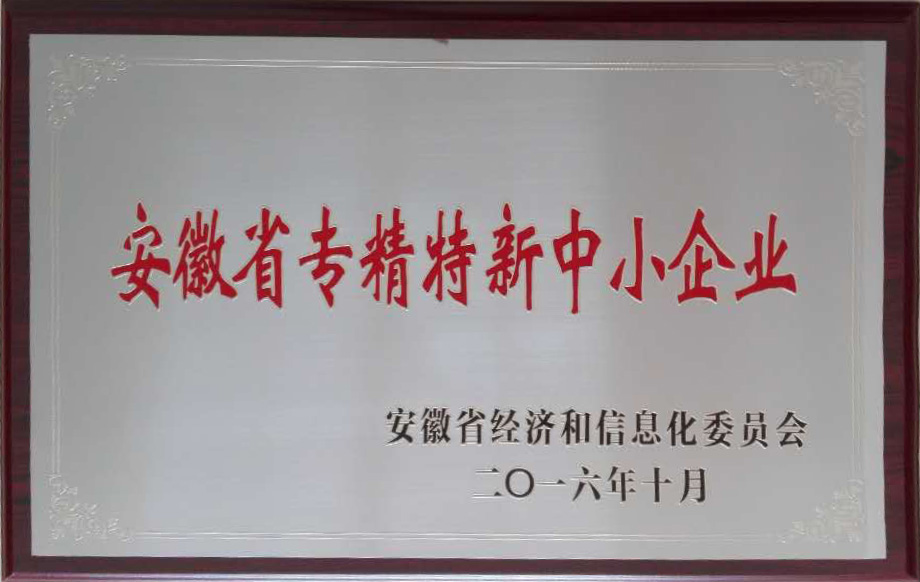 安徽省专精特新中小企业
安徽省经济和信息化委员会
二〇一六年十月